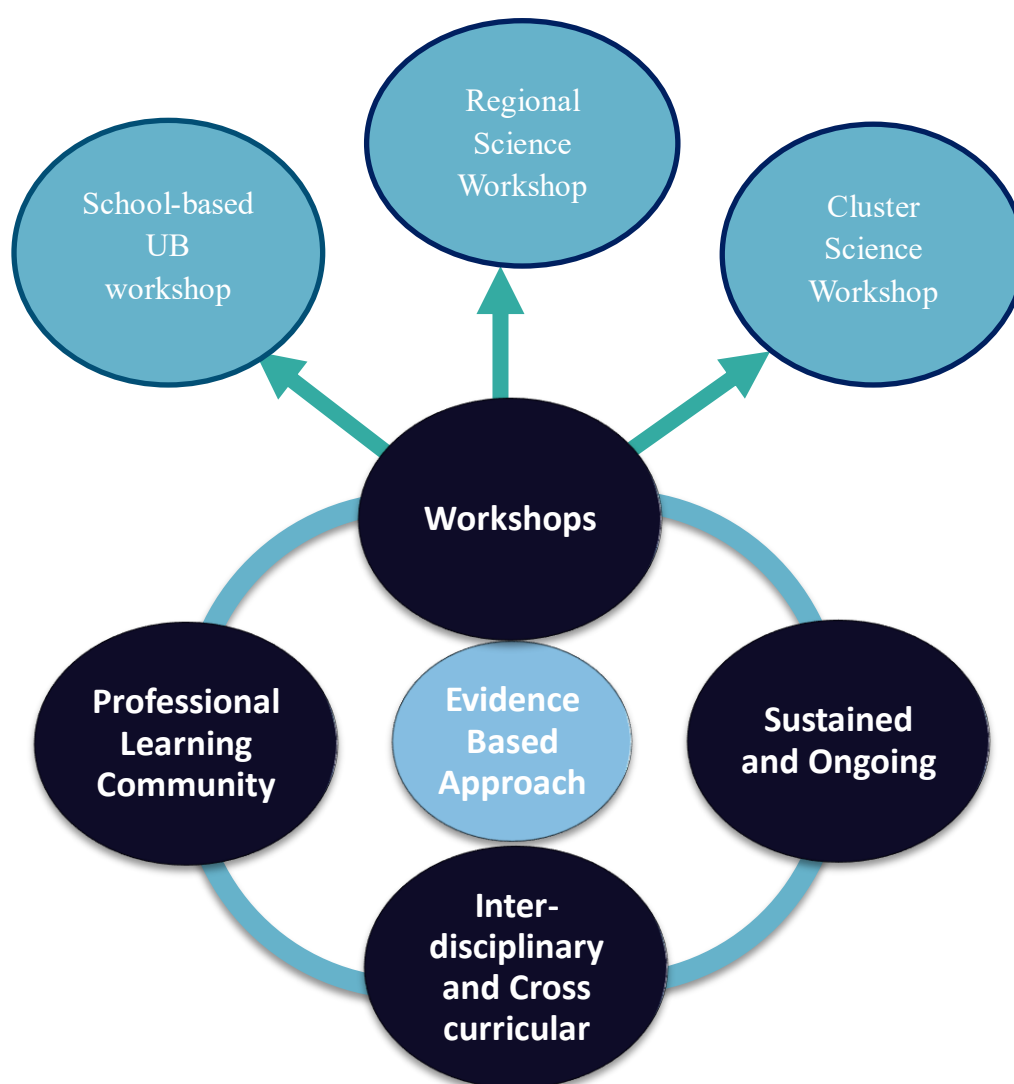 Regional
Science
Workshop
School-based
UB
workshop
Cluster
Science
Workshop
Workshops
Professional
Learning
Community
Evidence
Based
Approach
Sustained
and Ongoing
Inter-
disciplinary
and Cross
curricular